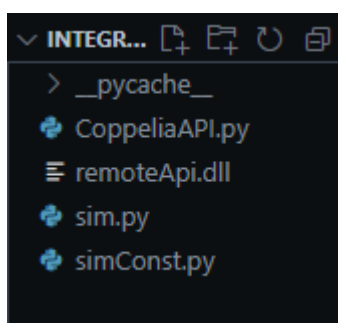 INTEGR...
__pycache__
CoppeliaAPI.py
remoteApi.dll
sim.py
simConst.py